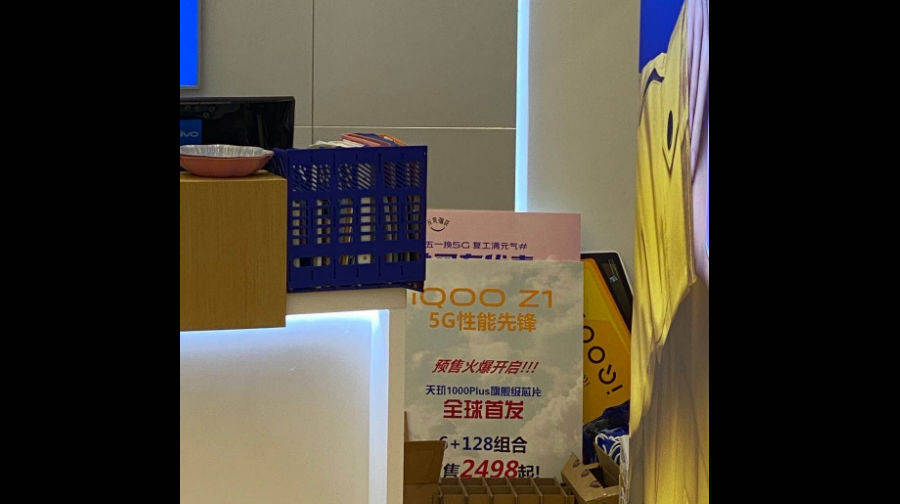 vivo
五一换5G 复工满元气#
iQOO Z1
5G性能先锋
预售火爆开启!!!
天玑1000Plus旗舰级芯片
全球首发
6+128组合
售2498起!
iQOO